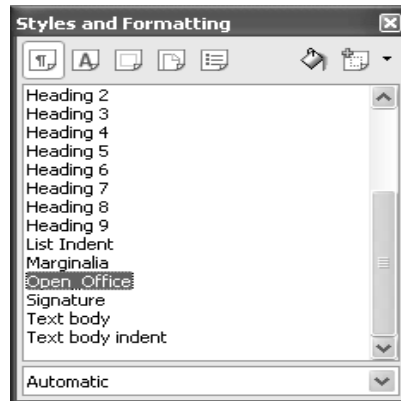 Styles and Formatting
Heading 2
Heading 3
Heading 4
Heading 5
Heading 6
Heading 7
Heading 8
Heading 9
List Indent
Marginalia
Open_Office
Signature
Text body
Text body indent
Automatic